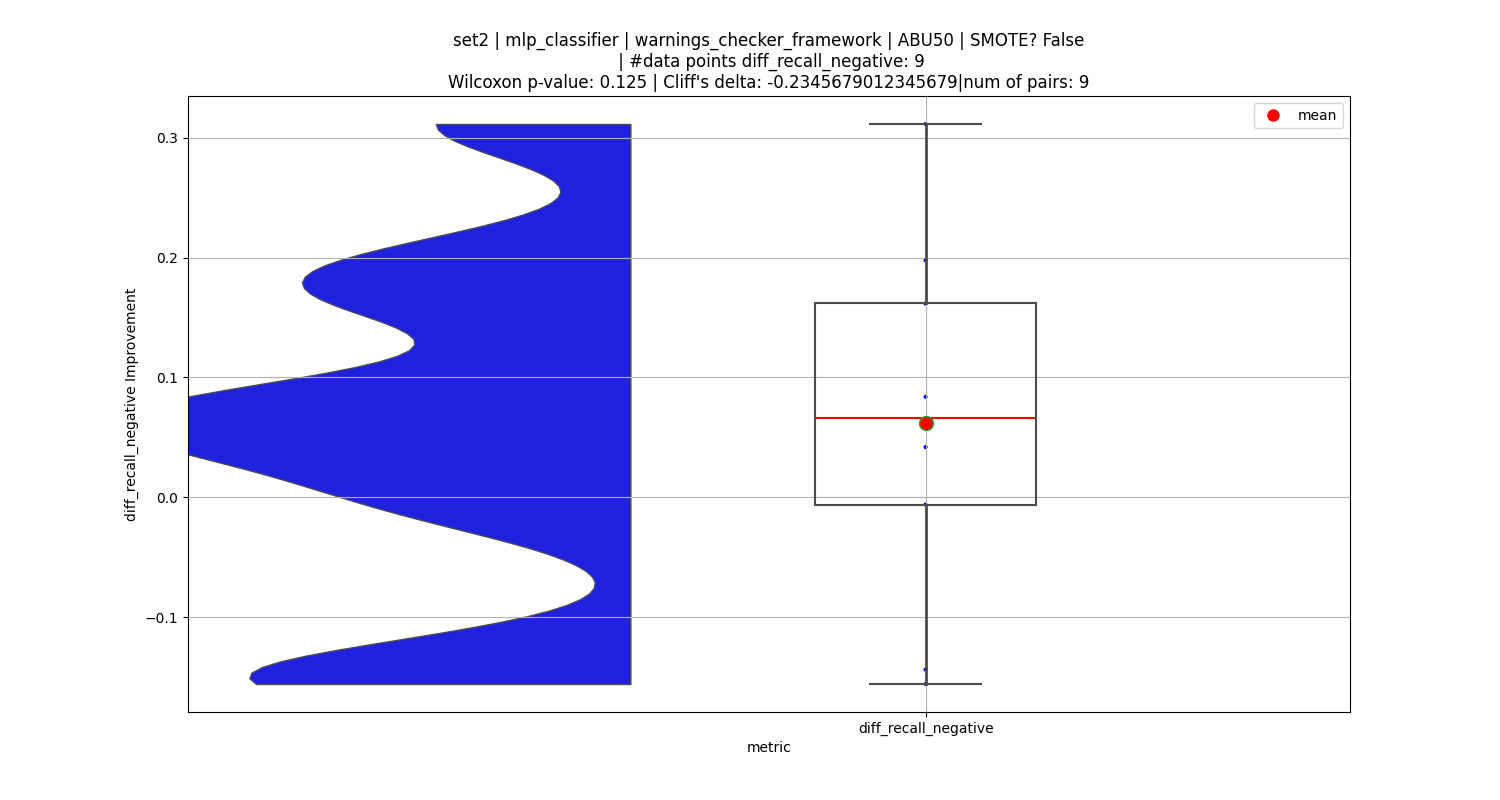 set2 | mlp_classifier | warnings_checker_framework | ABU50 | SMOTE? False
| #data points diff_recall_negative: 9
Wilcoxon p-value: 0.125 | Cliff's delta: -0.2345679012345679|num of pairs: 9
mean
0.3
0.2
0.1
0.0
−0.1
diff_recall_negative Improvement
diff_recall_negative
metric